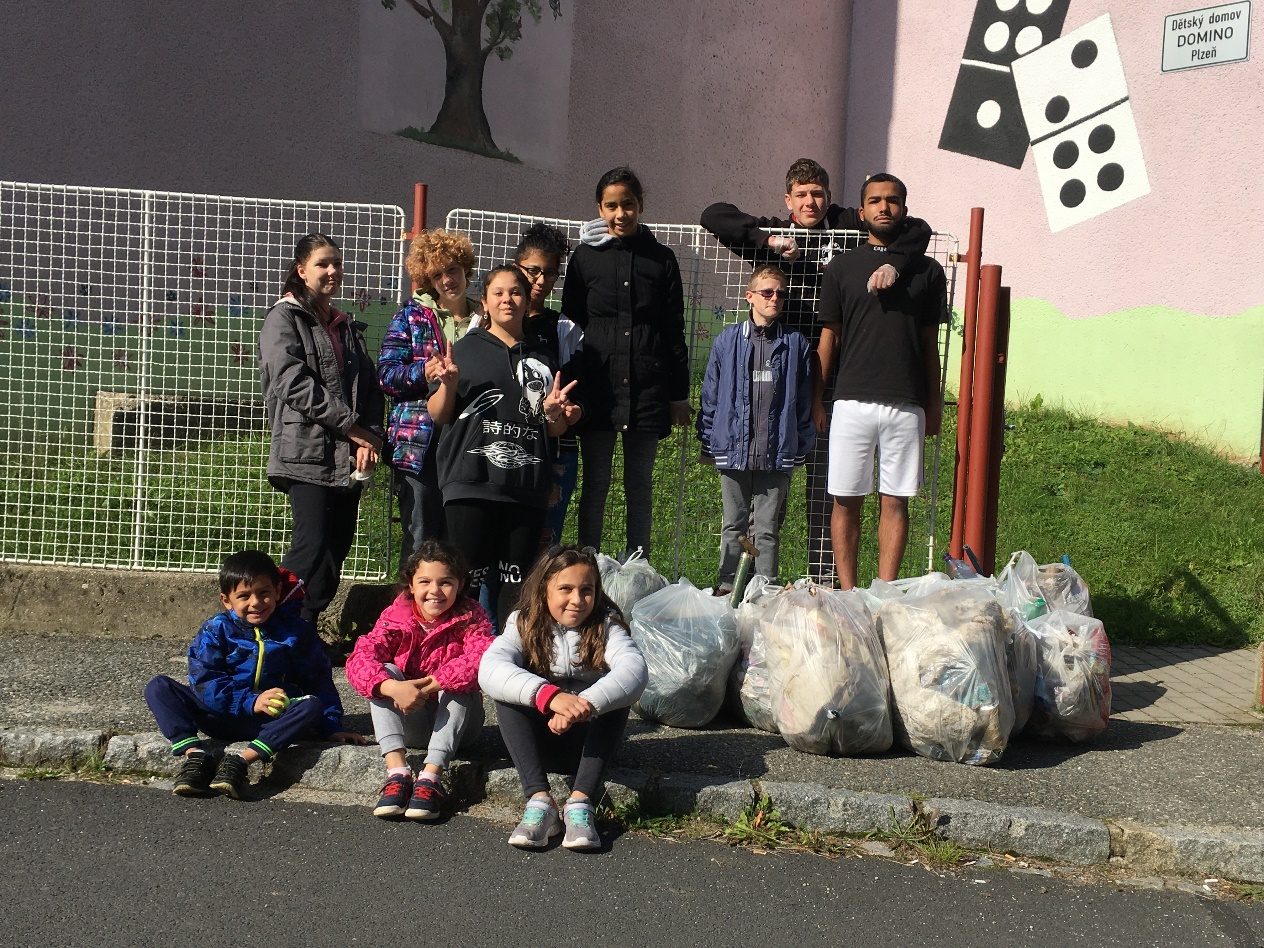 Dětský domov
DOMINO
Plzeň
詩的な